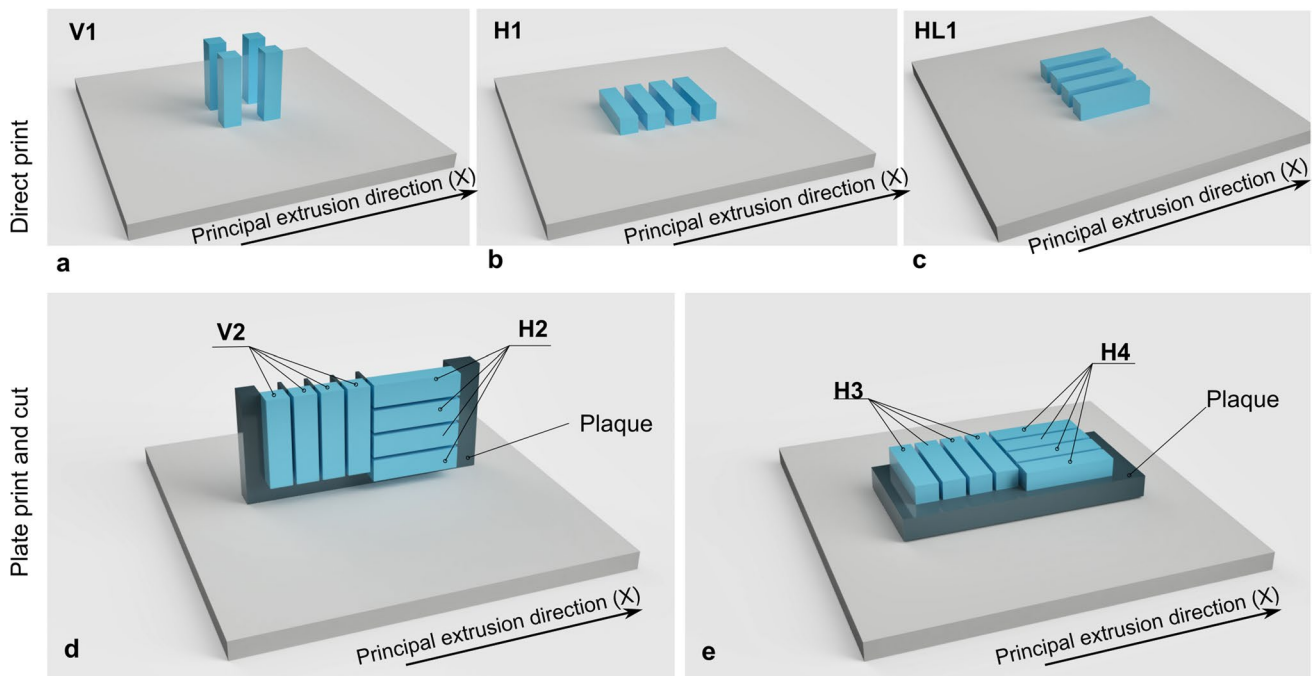 V1
H1
HL1
Direct print
Principal extrusion direction (X)
Principal extrusion direction (X)
Principal extrusion direction (X)
a
b
c
V2
H2
Plaque
H3
H4
Plaque
Plate print and cut
Principal extrusion direction (X)
Principal extrusion direction (X)
d
e